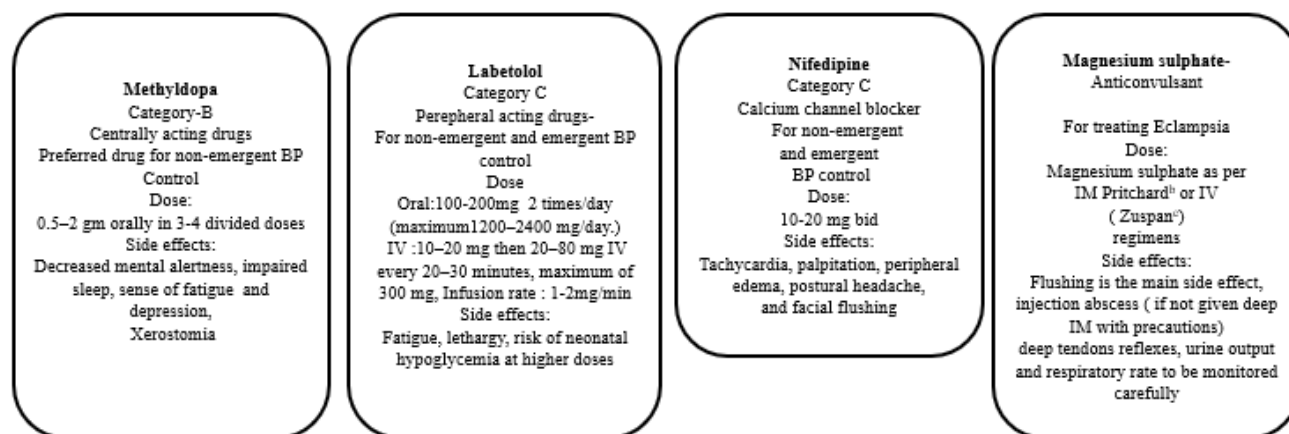 Methyldopa
Category-B
Centrally acting drugs
Preferred drug for non-emergent BP
Control
Dose:
0.5–2 gm orally in 3-4 divided doses
Side effects:
Decreased mental alertness, impaired
sleep, sense of fatigue and
depression,
Xerostomia
Labetolol
Category C
Perepheral acting drugs-
For non-emergent and emergent BP
control
Dose
Oral:100-200mg 2 times/day
(maximum1200–2400 mg/day.)
IV :10–20 mg then 20–80 mg IV
every 20–30 minutes, maximum of
300 mg, Infusion rate : 1-2mg/min
Side effects:
Fatigue, lethargy, risk of neonatal
hypoglycemia at higher doses
Nifedipine
Category C
Calcium channel blocker
For non-emergent
and emergent
BP control
Dose:
10-20 mg bid
Side effects:
Tachycardia, palpitation, peripheral
edema, postural headache,
and facial flushing
Magnesium sulphate-
Anticonvulsant
For treating Eclampsia
Dose:
Magnesium sulphate as per
IM Pritchardᵇ or IV
( Zuspanᶜ)
regimens
Side effects:
Flushing is the main side effect,
injection abscess ( if not given deep
IM with precautions)
deep tendons reflexes, urine output
and respiratory rate to be monitored
carefully